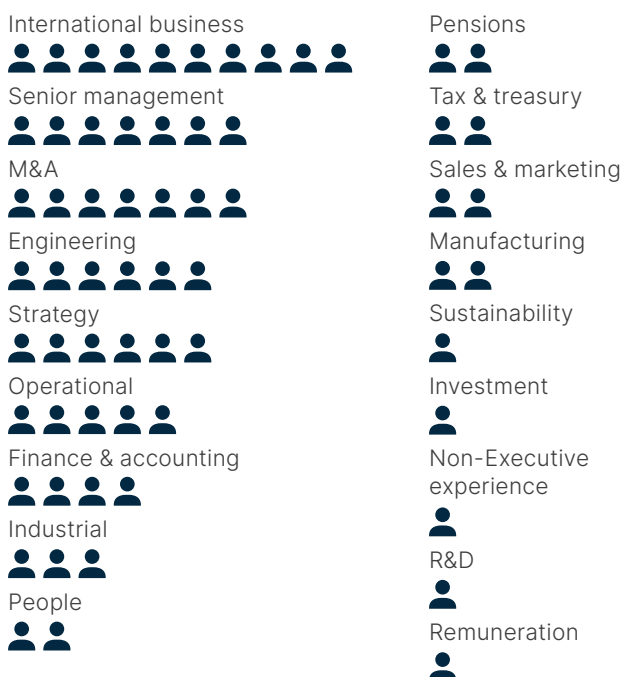 International business
Senior management
M&A
Engineering
Strategy
Operational
Finance & accounting
Industrial
People
Pensions
Tax & treasury
Sales & marketing
Manufacturing
Sustainability
Investment
Non-Executive
experience
R&D
Remuneration